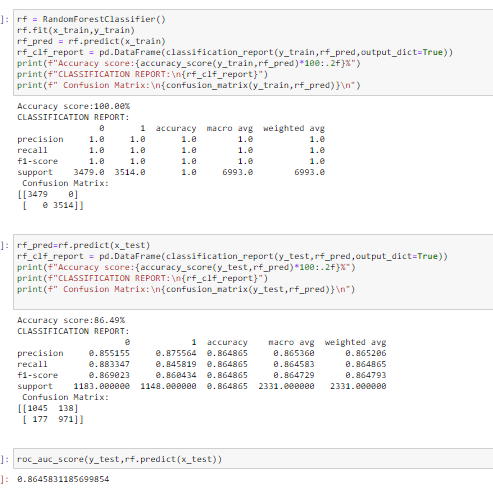 ]: rf = RandomForestClassifier()
rf.fit(x_train,y_train)
rf_pred = rf.predict(x_train)
rf_clf_report = pd.DataFrame(classification_report(y_train,rf_pred,output_dict=True))
print(f"Accuracy score:{accuracy_score(y_train,rf_pred)*100:.2f}%")
print(f"CLASSIFICATION REPORT:\n{rf_clf_report}")
print(f" Confusion Matrix:\n{confusion_matrix(y_train,rf_pred)}\n")
Accuracy score:100.00%
CLASSIFICATION REPORT:
0 1 accuracy macro avg weighted avg
precision 1.0 1.0 1.0 1.0 1.0
recall 1.0 1.0 1.0 1.0 1.0
f1-score 1.0 1.0 1.0 1.0 1.0
support 3479.0 3514.0 1.0 6993.0 6993.0
Confusion Matrix:
[[3479 0]
[ 0 3514]]
]: rf_pred=rf.predict(x_test)
rf_clf_report = pd.DataFrame(classification_report(y_test,rf_pred,output_dict=True))
print(f"Accuracy score:{accuracy_score(y_test,rf_pred)*100:.2f}%")
print(f"CLASSIFICATION REPORT:\n{rf_clf_report}")
print(f" Confusion Matrix:\n{confusion_matrix(y_test,rf_pred)}\n")
Accuracy score:86.49%
CLASSIFICATION REPORT:
0 1 accuracy macro avg weighted avg
precision 0.855155 0.875564 0.864865 0.865360 0.865206
recall 0.883347 0.845819 0.864865 0.864583 0.864865
f1-score 0.869023 0.860434 0.864865 0.864729 0.864793
support 1183.000000 1148.000000 0.864865 2331.000000 2331.000000
Confusion Matrix:
[[1045 138]
[ 177 971]]
]: roc_auc_score(y_test,rf.predict(x_test))
]: 0.8645831185699854